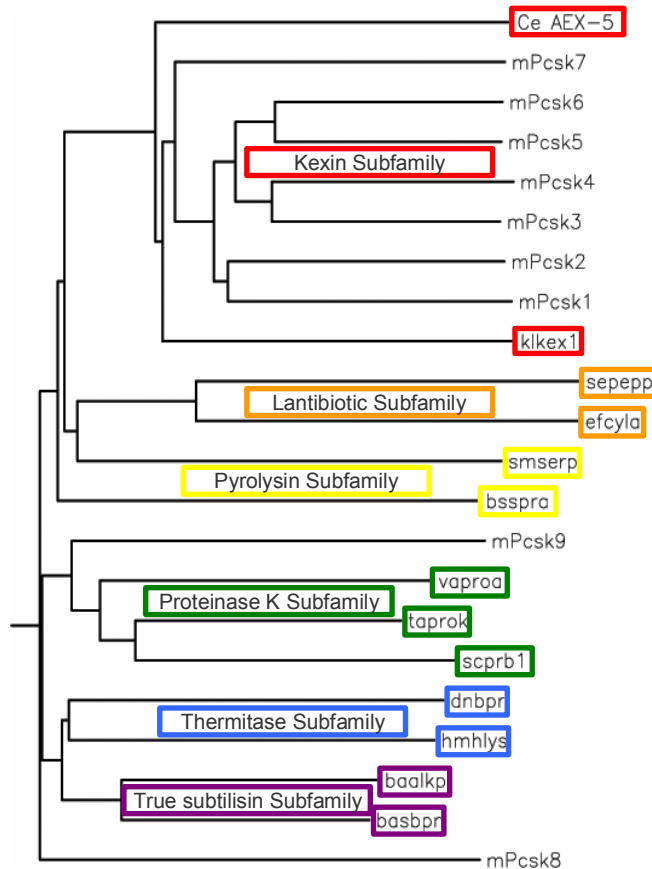 Ce AEX-5
mPcsk7
mPcsk6
mPcsk5
Kexin Subfamily
mPcsk4
mPcsk3
mPcsk2
mPcsk1
klkex1
sepepp
Lantibiotic Subfamily
efcyla
smserp
Pyrolysin Subfamily
bsspra
mPcsk9
vaproa
Proteinase K Subfamily
taprok
scprb1
dnbpr
Thermitase Subfamily
hmhlys
baalkp
True subtilisin Subfamily
basbpn
mPcsk8